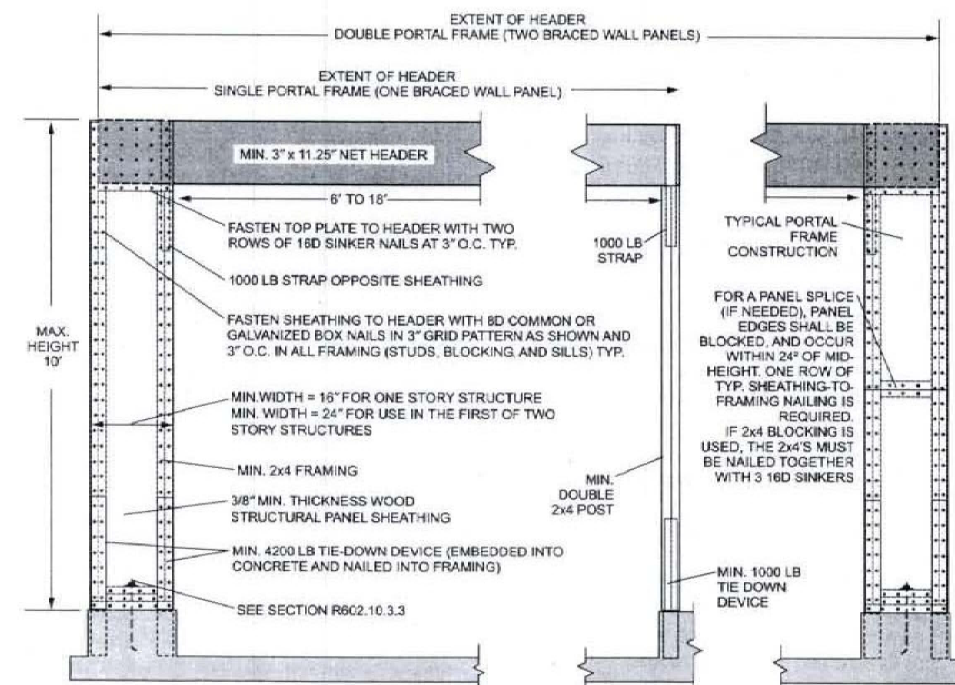 EXTENT OF HEADER
DOUBLE PORTAL FRAME (TWO BRACED WALL PANELS)
EXTENT OF HEADER
SINGLE PORTAL FRAME (ONE BRACED WALL PANEL)
MIN. 3" x 11.25" NET HEADER
6' TO 18'
FASTEN TOP PLATE TO HEADER WITH TWO
ROWS OF 16D SINKER NAILS AT 3" O.C. TYP.
1000 LB STRAP OPPOSITE SHEATHING
FASTEN SHEATHING TO HEADER WITH 8D COMMON OR
GALVANIZED BOX NAILS IN 3" GRID PATTERN AS SHOWN AND
3" O.C. IN ALL FRAMING (STUDS, BLOCKING, AND SILLS) TYP.
MAX.
HEIGHT
10'
MIN. WIDTH = 16" FOR ONE STORY STRUCTURE
MIN. WIDTH = 24" FOR USE IN THE FIRST OF TWO
STORY STRUCTURES
MIN. 2x4 FRAMING
3/8" MIN. THICKNESS WOOD
STRUCTURAL PANEL SHEATHING
MIN. 4200 LB TIE-DOWN DEVICE (EMBEDDED INTO
CONCRETE AND NAILED INTO FRAMING)
SEE SECTION R602.10.3.3
1000 LB
STRAP
MIN.
DOUBLE
2x4 POST
MIN. 1000 LB
TIE DOWN
DEVICE
TYPICAL PORTAL
FRAME
CONSTRUCTION
FOR A PANEL SPLICE
(IF NEEDED), PANEL
EDGES SHALL BE
BLOCKED, AND OCCUR
WITHIN 24" OF MID-
HEIGHT. ONE ROW OF
TYP. SHEATHING-TO-
FRAMING NAILING IS
REQUIRED.
IF 2x4 BLOCKING IS
USED, THE 2x4'S MUST
BE NAILED TOGETHER
WITH 3 16D SINKERS